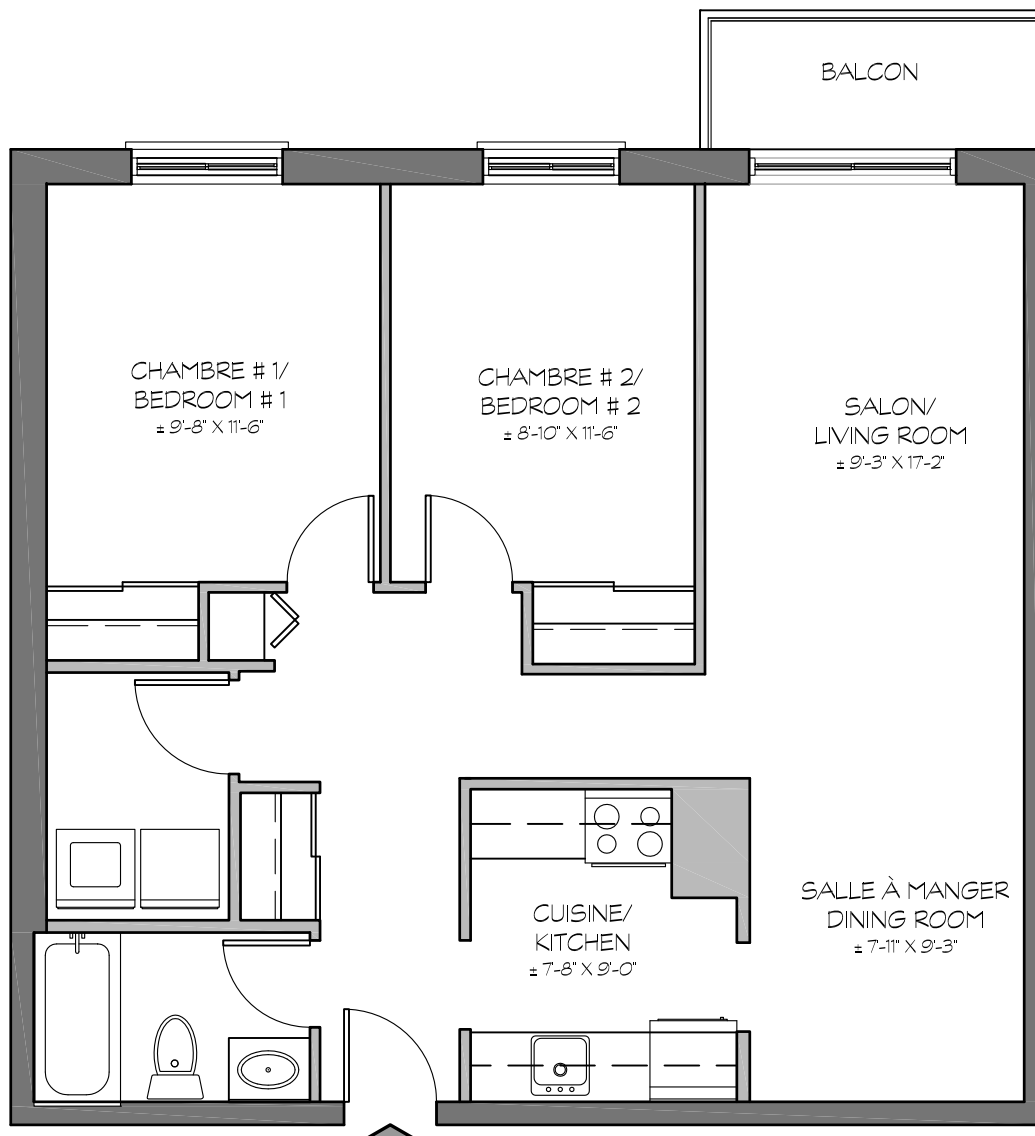 BALCON
CHAMBRE # 1/
BEDROOM # 1
± 9'-8" X 11'-6"
CHAMBRE # 2/
BEDROOM # 2
± 8'-10" X 11'-6"
SALON/
LIVING ROOM
± 9'-3" X 17'-2"
CUISINE/
KITCHEN
± 7'-8" X 9'-0"
SALLE À MANGER
DINING ROOM
± 7'-11" X 9'-3"